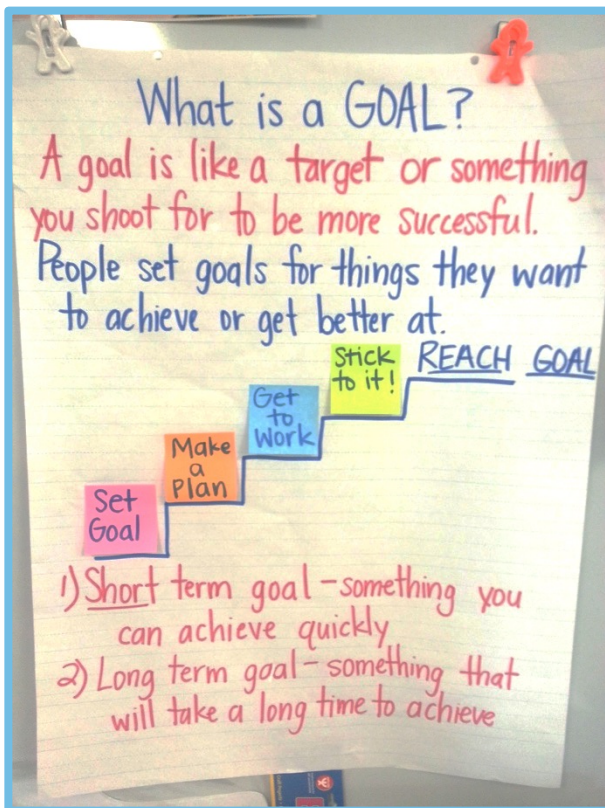 What is a GOAL?
A goal is like a target or something
you shoot for to be more successful.
People set goals for things they want
to achieve or get better at.
Set
Goal
Make
a
Plan
Get
to
Work
Stick
to it!
REACH GOAL
1) Short term goal - something you
can achieve quickly
2) Long term goal - something that
will take a long time to achieve